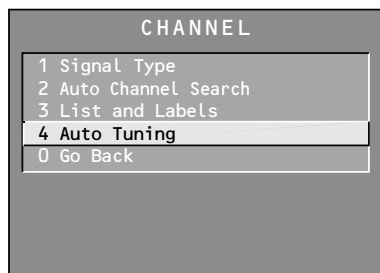 CHANNEL
1 Signal Type
2 Auto Channel Search
3 List and Labels
4 Auto Tuning
0 Go Back